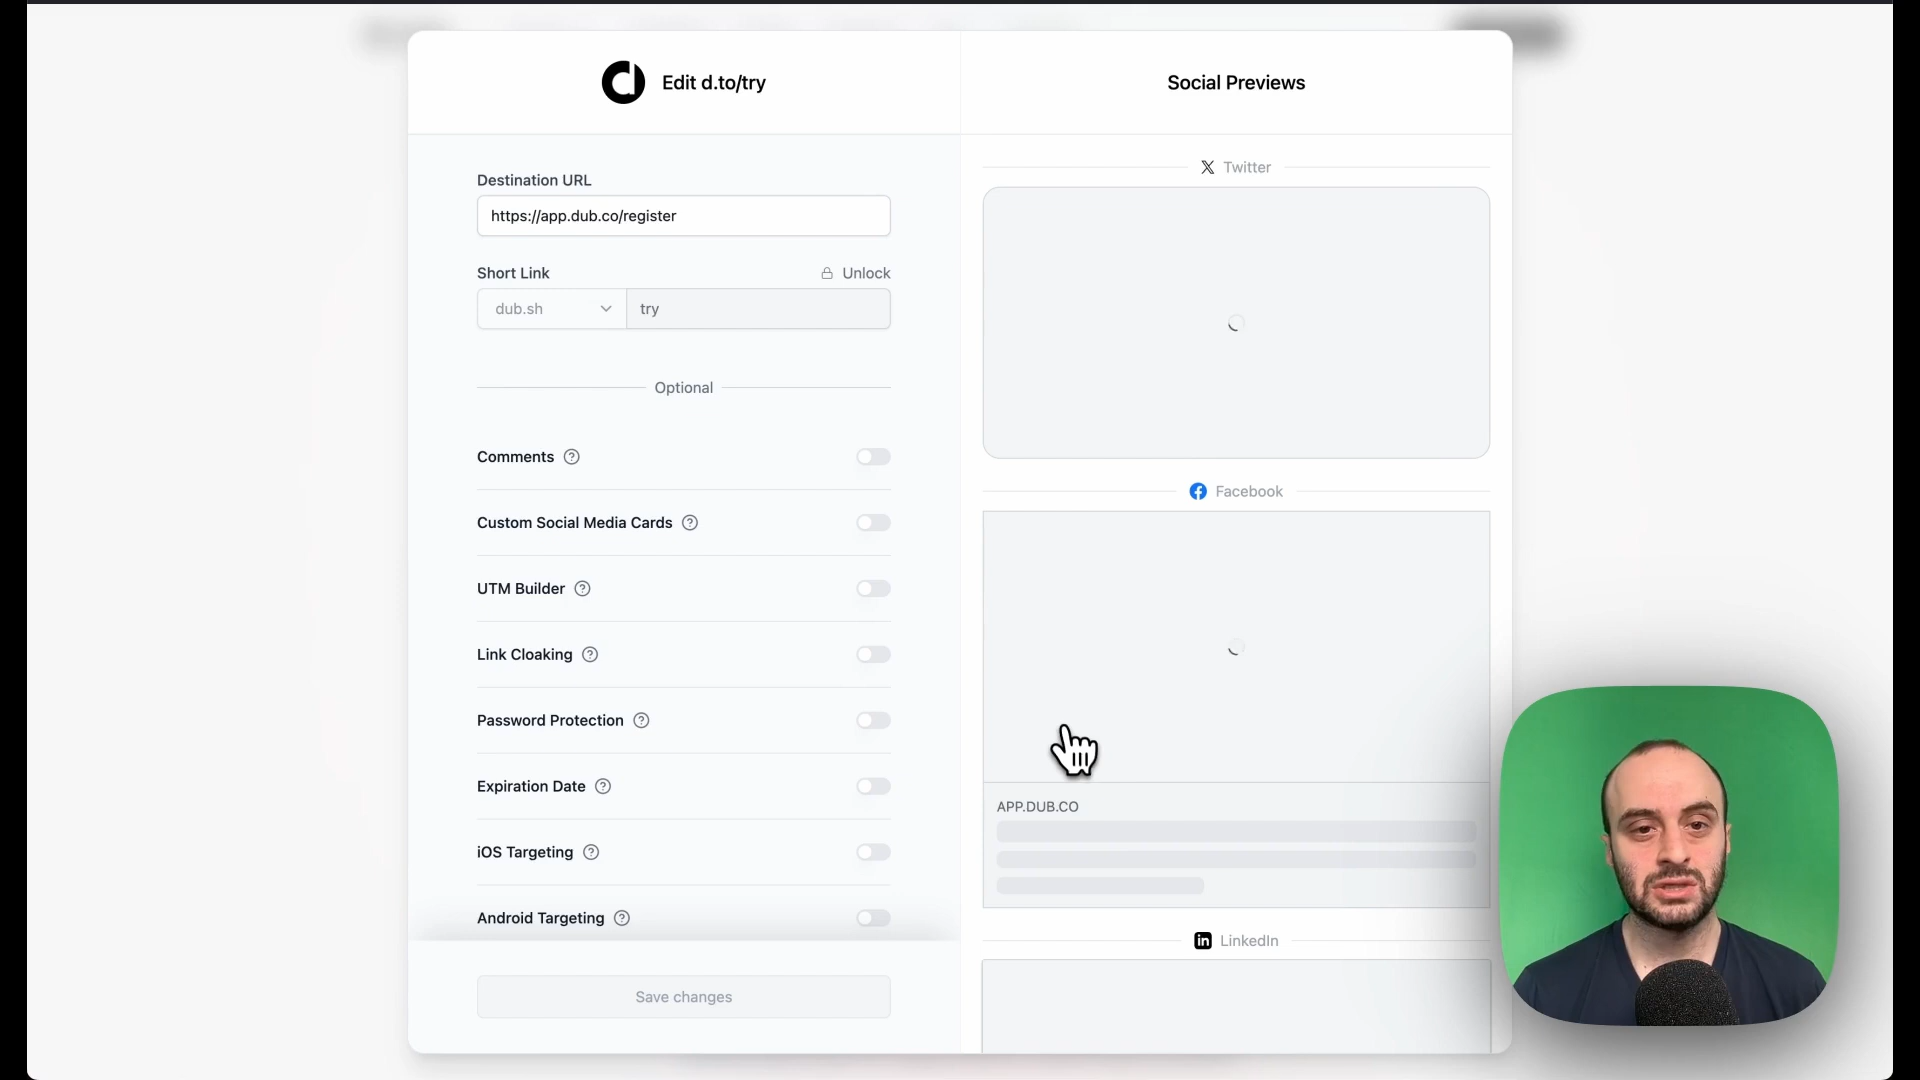 Edit d.to/try
Social Previews
Destination URL
https://app.dub.co/register
Short Link
Unlock
dub.sh
try
Optional
Comments
Custom Social Media Cards
UTM Builder
Link Cloaking
Password Protection
Expiration Date
iOS Targeting
Android Targeting
Save changes
Twitter
Facebook
APP.DUB.CO
LinkedIn